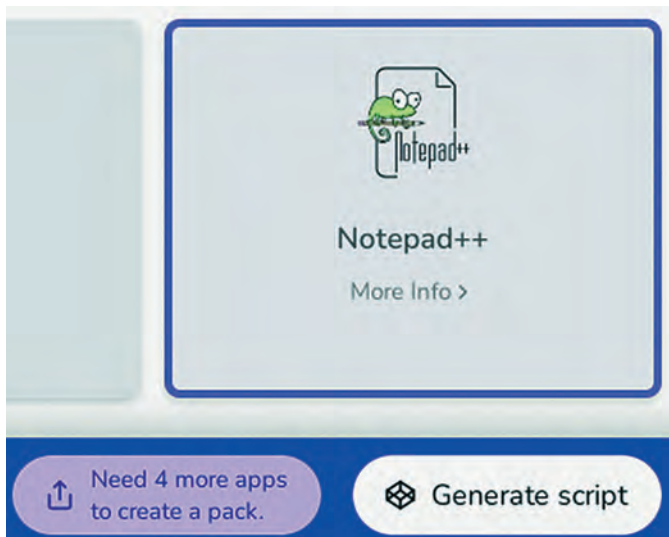 Notepad++
Notepad++
More Info >
Need 4 more apps
to create a pack.
Generate script